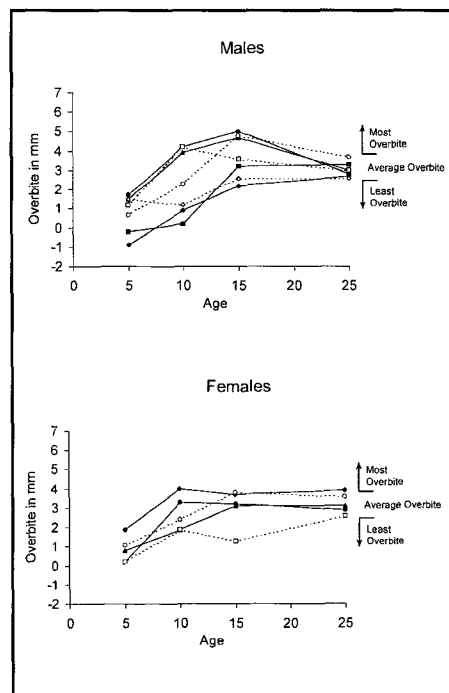 Males
7
6
5
4
3
2
1
0
-1
-2
Overbite in mm
0 5 10 15 20 25
Age
Most
Overbite
Average Overbite
Least
Overbite
Females
7
6
5
4
3
2
1
0
-1
-2
Overbite in mm
0 5 10 15 20 25
Age
Most
Overbite
Average Overbite
Least
Overbite